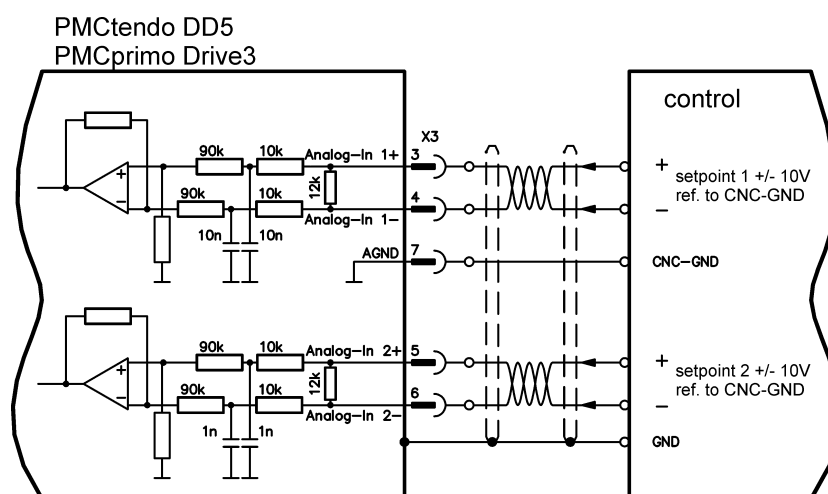 PMCtendo DD5
PMCprimo Drive3
control
X3
90k 10k Analog-In 1+ 3
+ 12k
90k 10k 4
- Analog-In 1-
10n 10n
AGND 7
+ setpoint 1 +/- 10V
- ref. to CNC-GND
CNC-GND
90k 10k Analog-In 2+ 5
+ 12k
90k 10k 6
- Analog-In 2-
1n 1n
+ setpoint 2 +/- 10V
- ref. to CNC-GND
GND